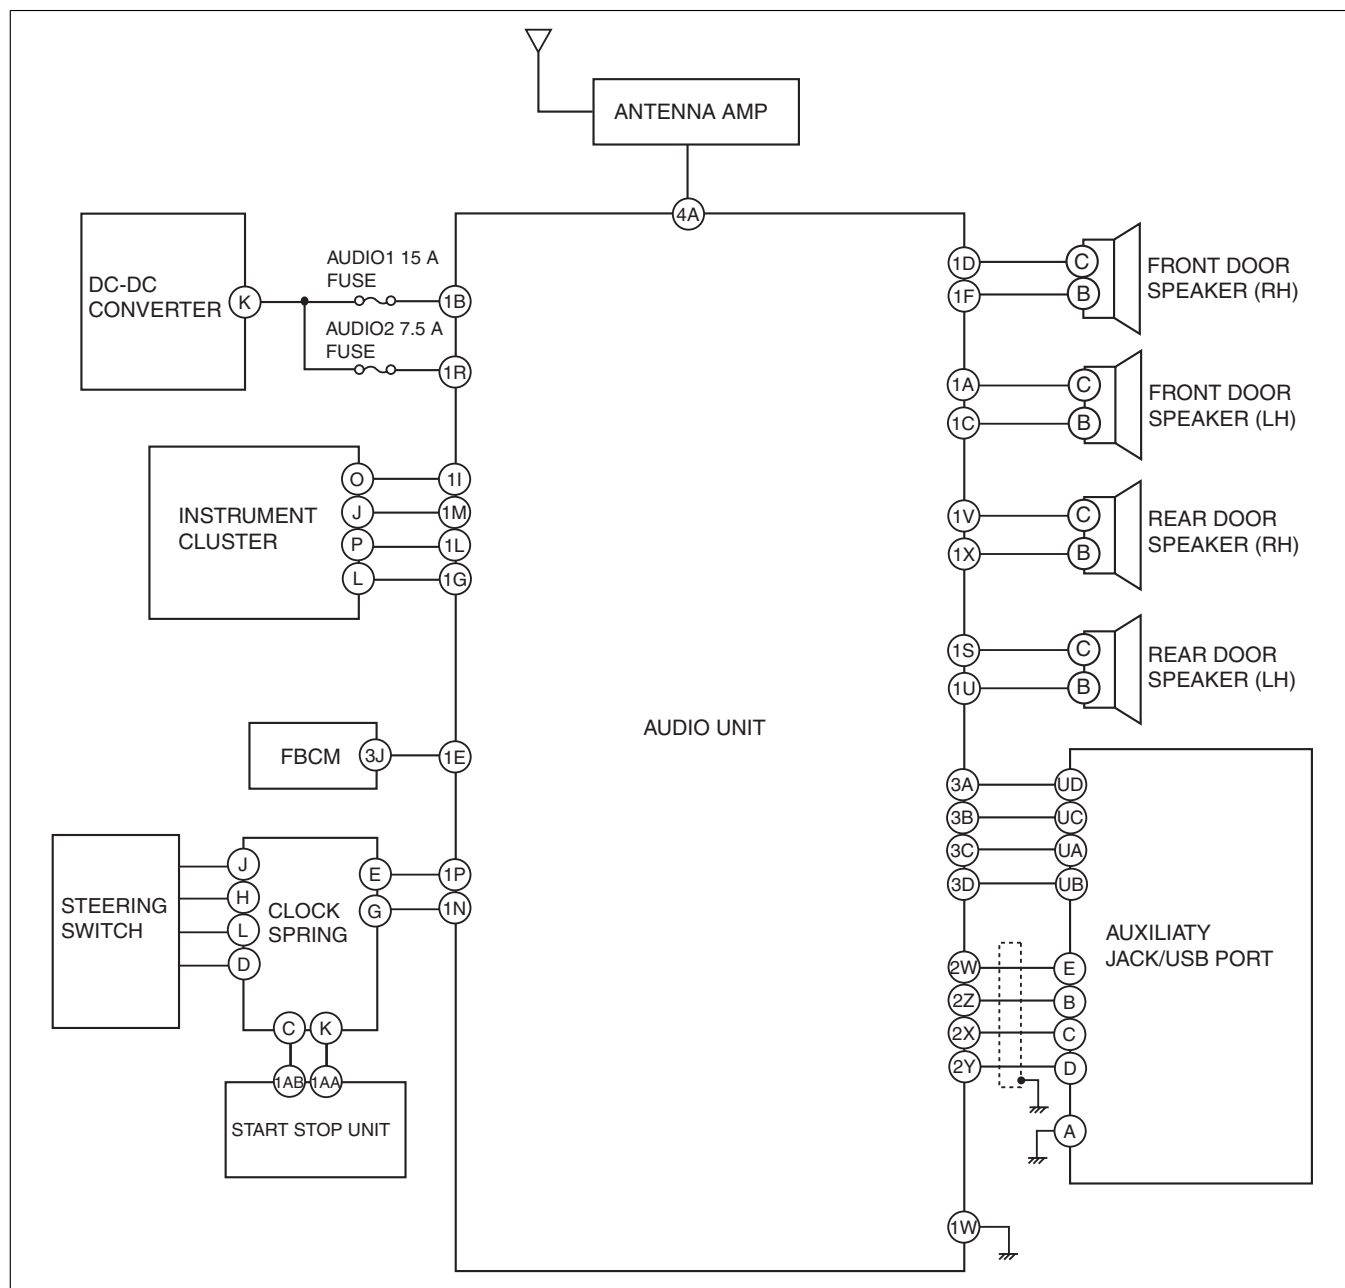 ANTENNA AMP
4A
DC-DC
CONVERTER
K
AUDIO1 15 A
FUSE
1B
AUDIO2 7.5 A
FUSE
1R
INSTRUMENT
CLUSTER
O
1I
J
1M
P
1L
L
1G
FBCM
3J
1E
STEERING
SWITCH
J
H
L
D
CLOCK
SPRING
E
1P
G
1N
C
K
1AB
1AA
START STOP UNIT
AUDIO UNIT
1D
C
1F
B
FRONT DOOR
SPEAKER (RH)
1A
C
1C
B
FRONT DOOR
SPEAKER (LH)
1V
C
1X
B
REAR DOOR
SPEAKER (RH)
1S
C
1U
B
REAR DOOR
SPEAKER (LH)
3A
UD
3B
UC
3C
UA
3D
UB
2W
E
2Z
B
2X
C
2Y
D
A
AUXILIATY
JACK/USB PORT
1W